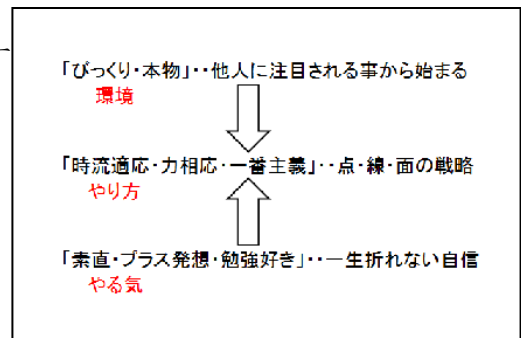 「びっくり・本物」・・他人に注目される事から始まる
環境
「時流適応・力相応・一番主義」・・点・線・面の戦略
やり方
「素直・プラス発想・勉強好き」・・一生折れない自信
やる気